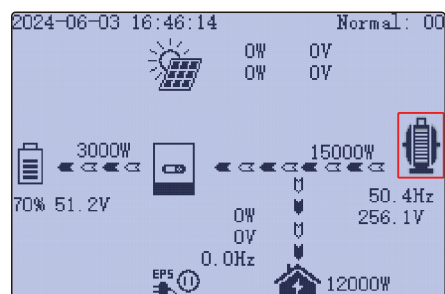 2024-06-03 16:46:14 Normal: 00
0W 0V
0W 0V
3000W 15000W
70% 51.2V
50.4Hz
256.1V
0W
0V
0.0Hz
EPS
12000W